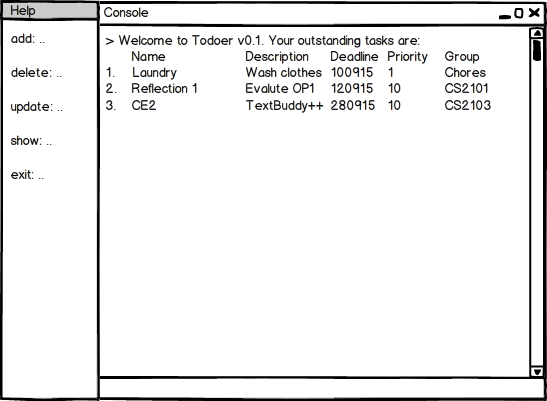 Help
add: ..
delete: ..
update: ..
show: ..
exit: ..
Console
> Welcome to Todoer v0.1. Your outstanding tasks are:
Name Description Deadline Priority Group
1. Laundry Wash clothes 100915 1 Chores
2. Reflection 1 Evalute OP1 120915 10 CS2101
3. CE2 TextBuddy++ 280915 10 CS2103